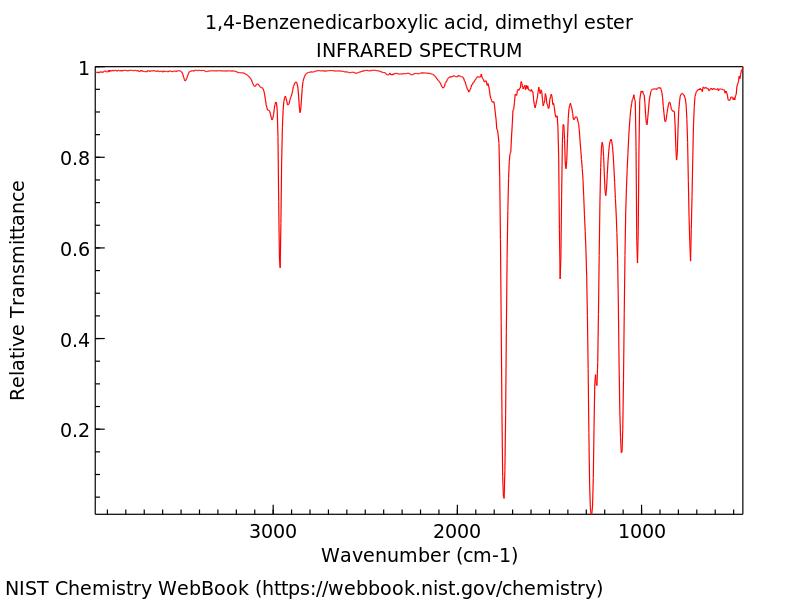 1,4-Benzenedicarboxylic acid, dimethyl ester
INFRARED SPECTRUM
1
0.8
0.6
0.4
0.2
Relative Transmittance
3000 2000 1000
Wavenumber (cm-1)
NIST Chemistry WebBook (https://webbook.nist.gov/chemistry)